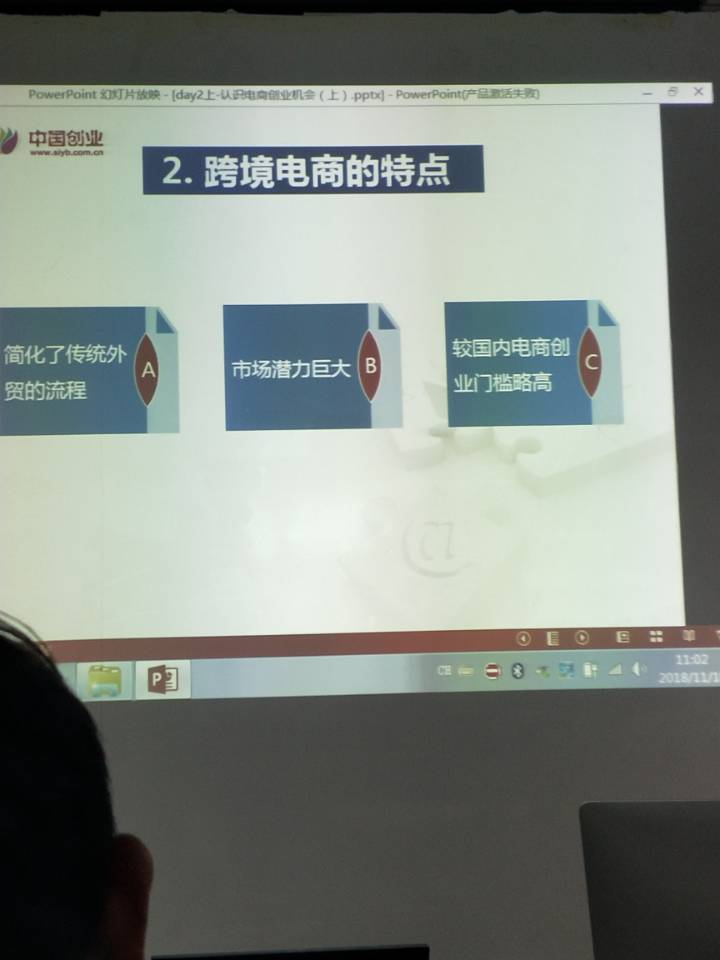 PowerPoint 幻灯片放映 - [day2上-认识电商创业机会（上）.pptx] - PowerPoint(产品激活失败)
中国创业
www.siyb.com.cn
2. 跨境电商的特点
简化了传统外
贸的流程
A
市场潜力巨大
B
较国内电商创
业门槛略高
C
CH
11:02
2018/11/1